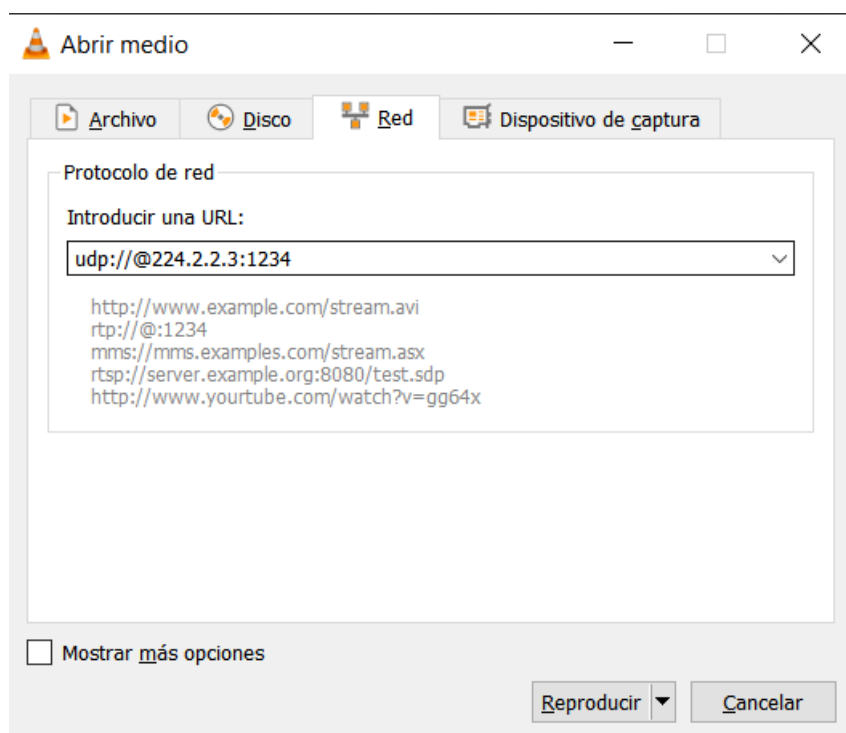 Abrir medio
Archivo Disco Red Dispositivo de captura
Protocolo de red
Introducir una URL:
udp://@224.2.2.3:1234
http://www.example.com/stream.avi
rtp://@:1234
mms://mms.examples.com/stream.asx
rtsp://server.example.org:8080/test.sdp
http://www.yourtube.com/watch?v=gg64x
Mostrar más opciones
Reproducir Cancelar